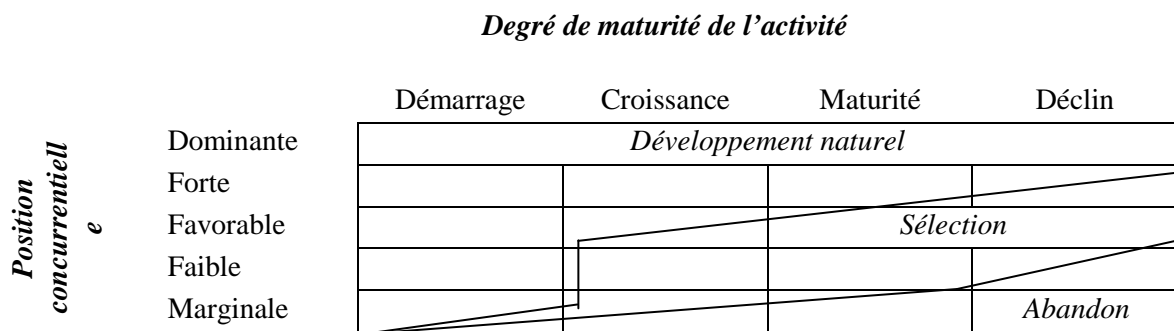 Degré de maturité de l’activité
Démarrage Croissance Maturité Déclin
Position
concurrentiell
e
Dominante Développement naturel
Forte
Favorable Sélection
Faible
Marginale Abandon